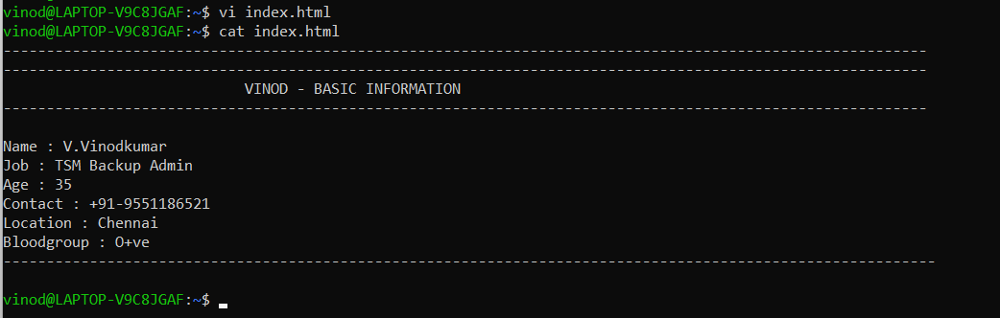 vinod@LAPTOP-V9C8JGAF:~$ vi index.html
vinod@LAPTOP-V9C8JGAF:~$ cat index.html
-----------------------------------------------------------------------------------------------------------
-----------------------------------------------------------------------------------------------------------
                            VINOD - BASIC INFORMATION
-----------------------------------------------------------------------------------------------------------

Name : V.Vinodkumar
Job : TSM Backup Admin
Age : 35
Contact : +91-9551186521
Location : Chennai
Bloodgroup : O+ve
------------------------------------------------------------------------------------------------------------

vinod@LAPTOP-V9C8JGAF:~$